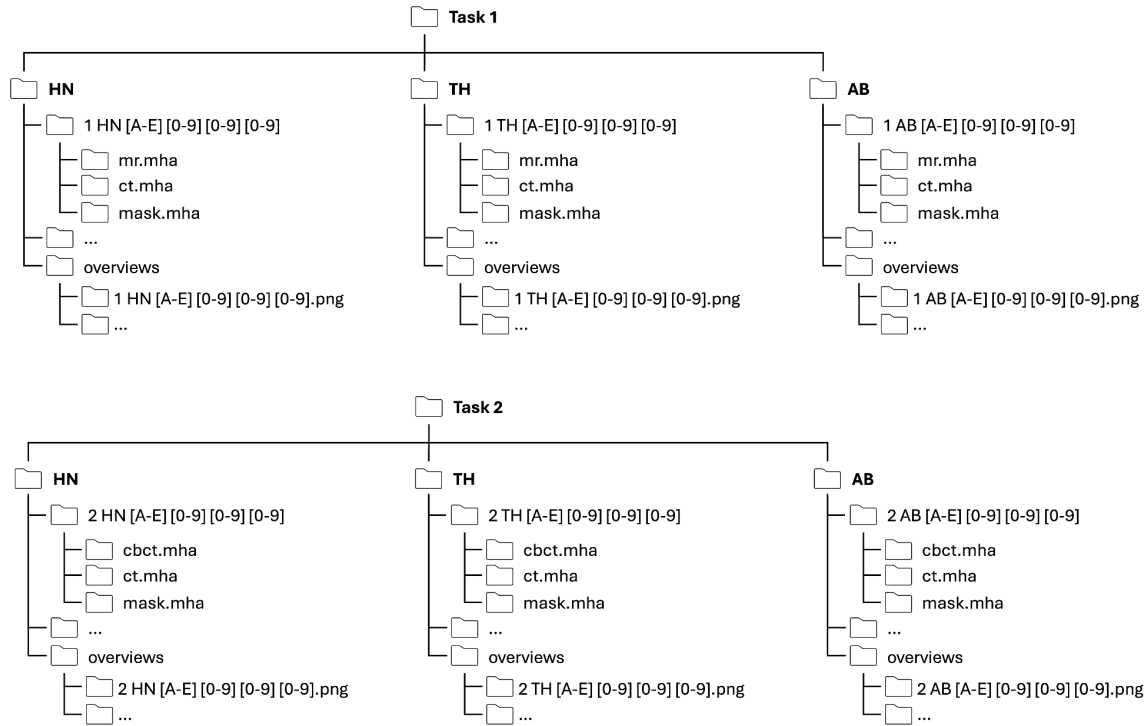 Task 1
HN
TH
AB
1 HN [A-E] [0-9] [0-9] [0-9]
1 TH [A-E] [0-9] [0-9] [0-9]
1 AB [A-E] [0-9] [0-9] [0-9]
mr.mha
mr.mha
mr.mha
ct.mha
ct.mha
ct.mha
mask.mha
mask.mha
mask.mha
...
...
...
overviews
overviews
overviews
1 HN [A-E] [0-9] [0-9] [0-9].png
1 TH [A-E] [0-9] [0-9] [0-9].png
1 AB [A-E] [0-9] [0-9] [0-9].png
...
...
...
Task 2
HN
TH
AB
2 HN [A-E] [0-9] [0-9] [0-9]
2 TH [A-E] [0-9] [0-9] [0-9]
2 AB [A-E] [0-9] [0-9] [0-9]
cbct.mha
cbct.mha
cbct.mha
ct.mha
ct.mha
ct.mha
mask.mha
mask.mha
mask.mha
...
...
...
overviews
overviews
overviews
2 HN [A-E] [0-9] [0-9] [0-9].png
2 TH [A-E] [0-9] [0-9] [0-9].png
2 AB [A-E] [0-9] [0-9] [0-9].png
...
...
...